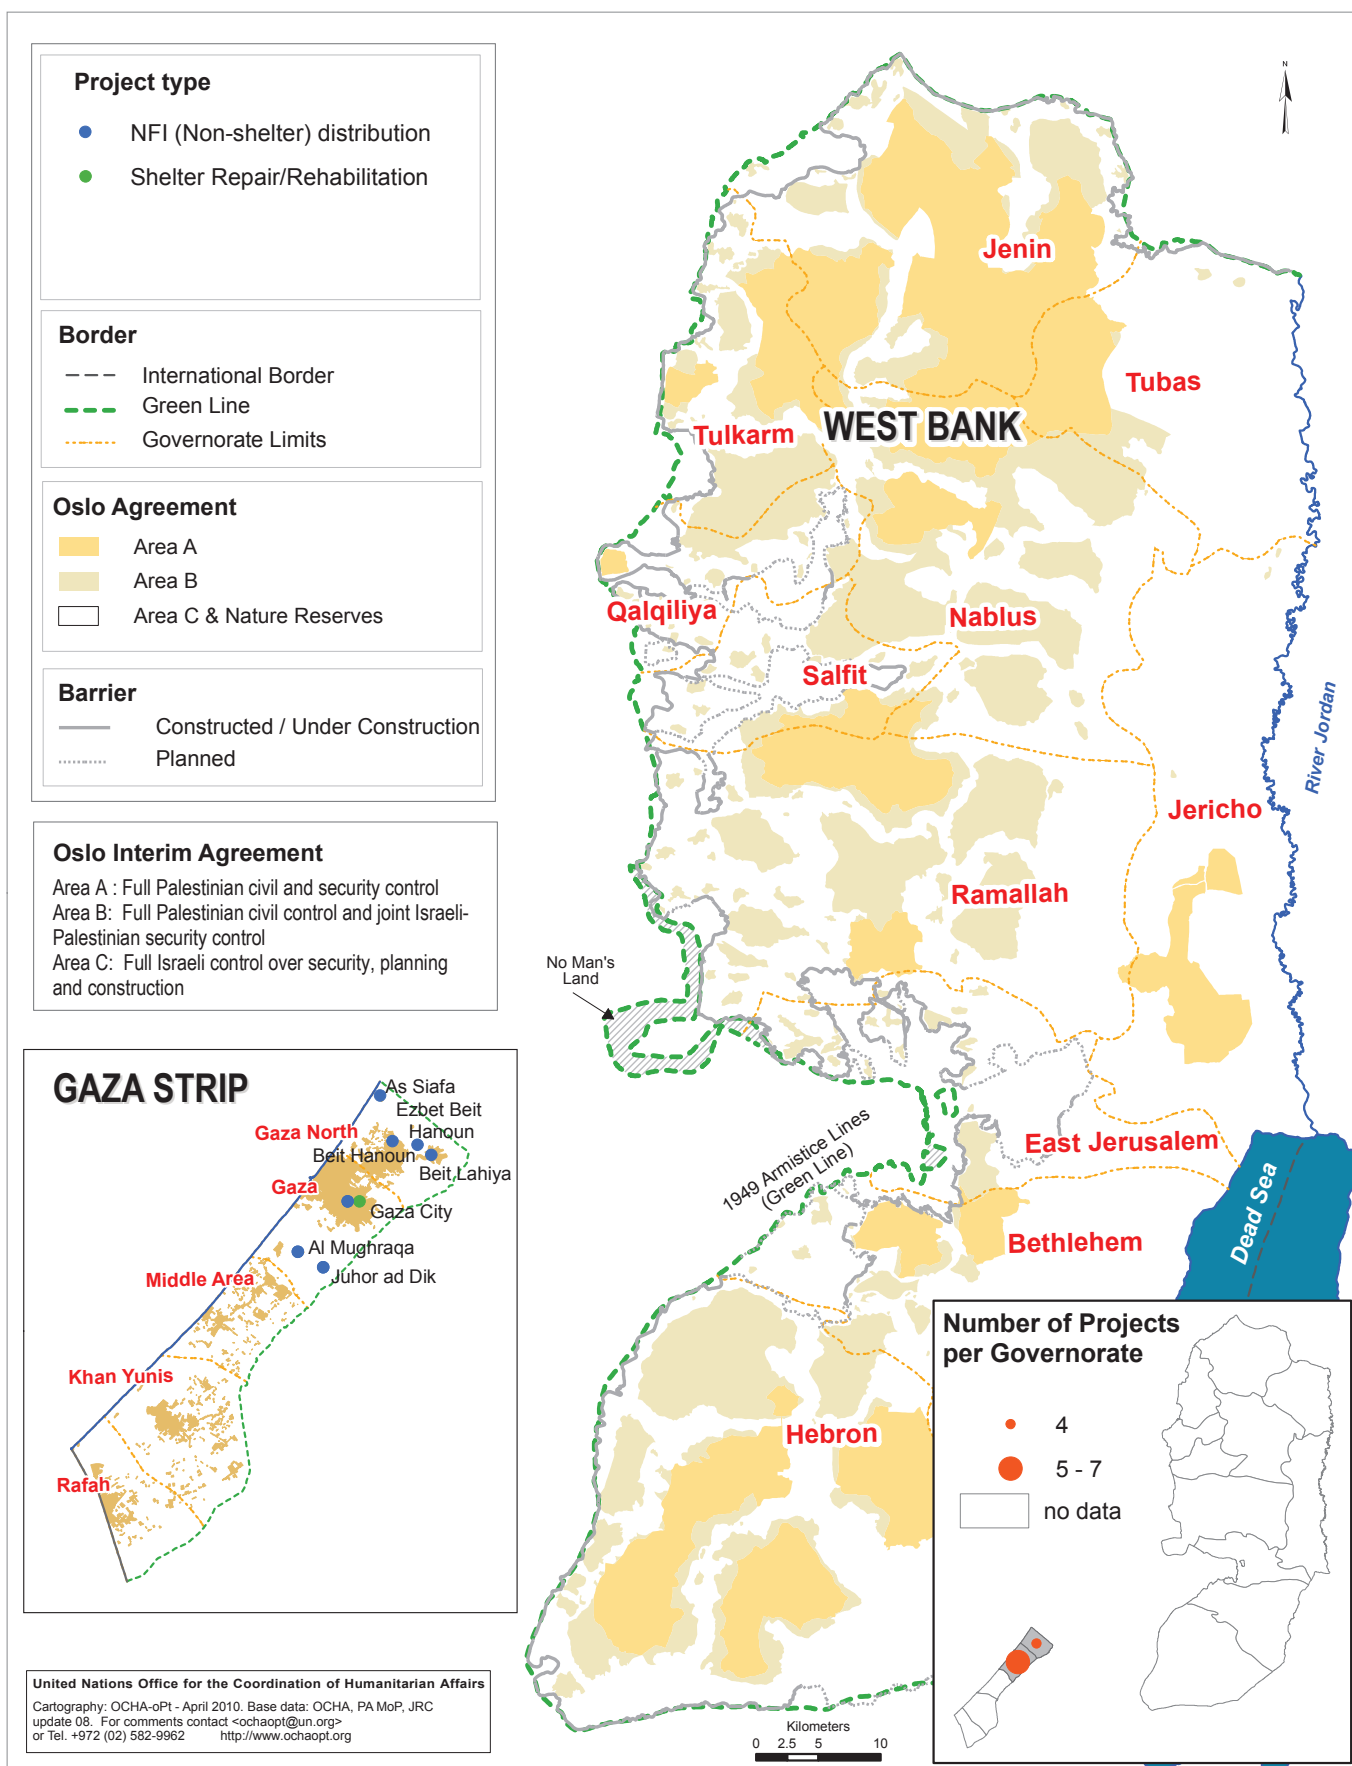 Project type
NFI (Non-shelter) distribution
Shelter Repair/Rehabilitation
Border
International Border
Green Line
Governorate Limits
Oslo Agreement
Area A
Area B
Area C & Nature Reserves
Barrier
Constructed / Under Construction
Planned
Oslo Interim Agreement
Area A : Full Palestinian civil and security control
Area B: Full Palestinian civil control and joint Israeli-
Palestinian security control
Area C: Full Israeli control over security, planning
and construction
N
Jenin
Tubas
WEST BANK
Tulkarm
Qalqiliya
Nablus
Salfit
River Jordan
Jericho
Ramallah
No Man's
Land
1949 Armistice Lines
(Green Line)
East Jerusalem
Dead Sea
Bethlehem
Hebron
GAZA STRIP
As Siafa
Ezbet Beit
Hanoun
Gaza North
Beit Hanoun
Beit Lahiya
Gaza
Gaza City
Al Mughraqa
Juhor ad Dik
Middle Area
Khan Yunis
Rafah
Number of Projects
per Governorate
4
5 - 7
no data
United Nations Office for the Coordination of Humanitarian Affairs
Cartography: OCHA-oPt - April 2010. Base data: OCHA, PA MoP, JRC
update 08. For comments contact <ochaopt@un.org>
or Tel. +972 (02) 582-9962 http://www.ochaopt.org
Kilometers
0 2.5 5 10